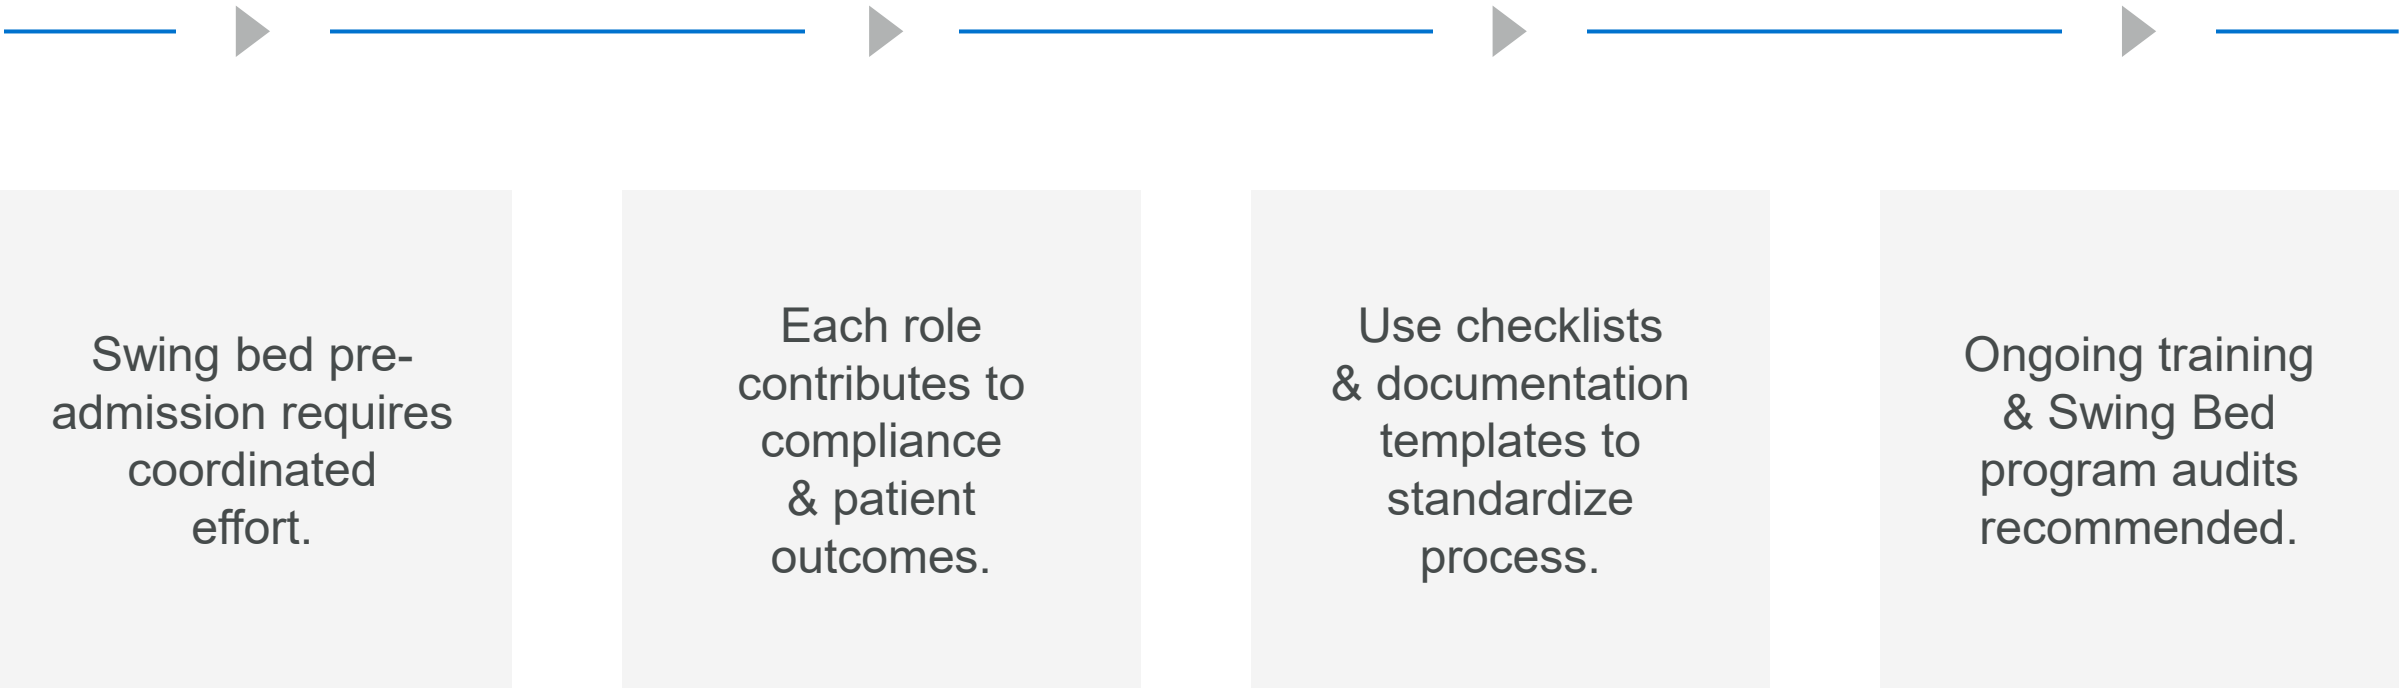 Swing bed pre-
admission requires
coordinated
effort.
Each role
contributes to
compliance
& patient
outcomes.
Use checklists
& documentation
templates to
standardize
process.
Ongoing training
& Swing Bed
program audits
recommended.